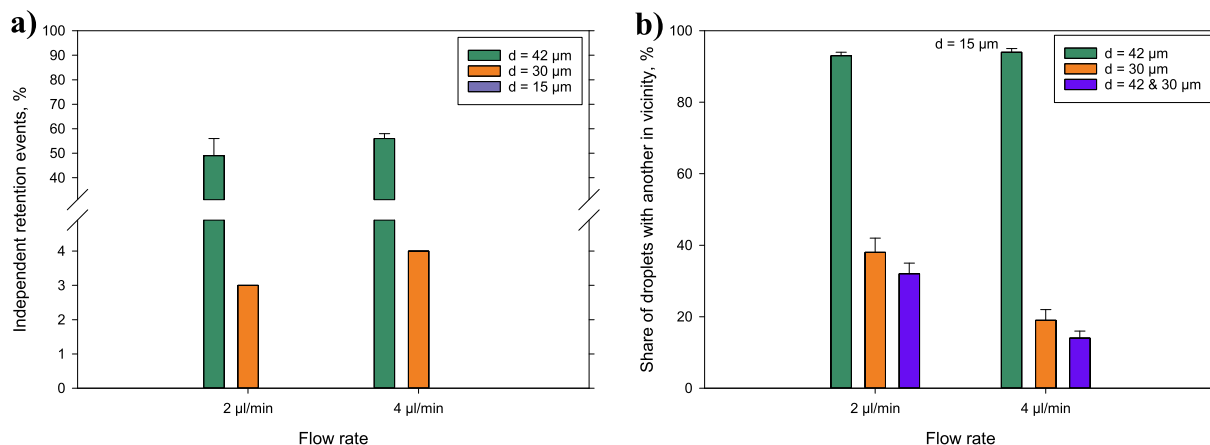 a)
Independent retention events, %
100
90
80
70
60
50
40
4
3
2
1
0
d = 42 µm
d = 30 µm
d = 15 µm
2 µl/min
4 µl/min
Flow rate
b)
Share of droplets with another in vicinity, %
100
80
60
40
20
0
d = 15 µm
d = 42 µm
d = 30 µm
d = 42 & 30 µm
2 µl/min
4 µl/min
Flow rate